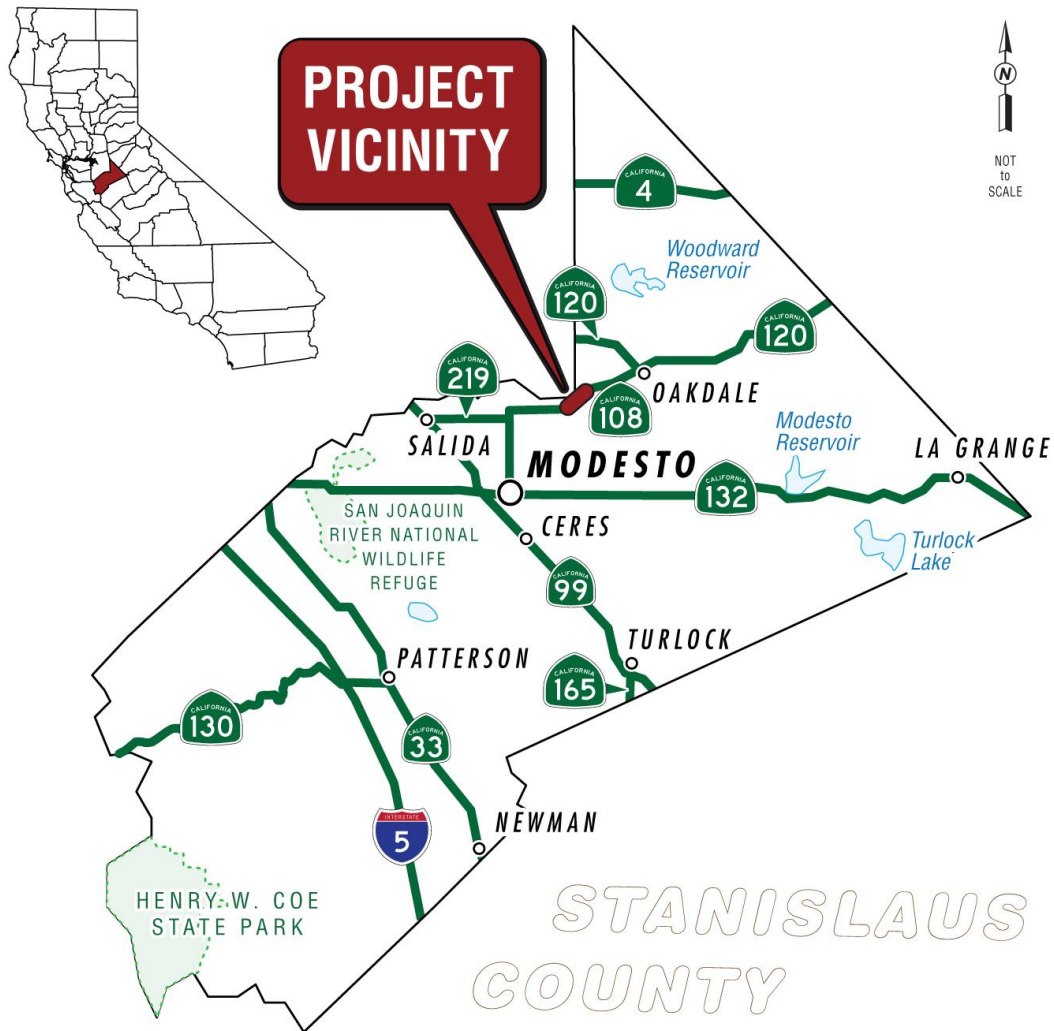 PROJECT
VICINITY
N
NOT
to
SCALE
CALIFORNIA
4
Woodward
Reservoir
CALIFORNIA
120
CALIFORNIA
120
CALIFORNIA
219
OAKDALE
CALIFORNIA
108
SALIDA
Modesto
Reservoir
LA GRANGE
MODESTO
CALIFORNIA
132
SAN JOAQUIN
RIVER NATIONAL
WILDLIFE
REFUGE
CERES
Turlock
Lake
CALIFORNIA
99
TURLOCK
PATTERSON
CALIFORNIA
165
CALIFORNIA
130
CALIFORNIA
33
INTERSTATE
5
NEWMAN
HENRY W. COE
STATE PARK
STANISLAUS
COUNTY